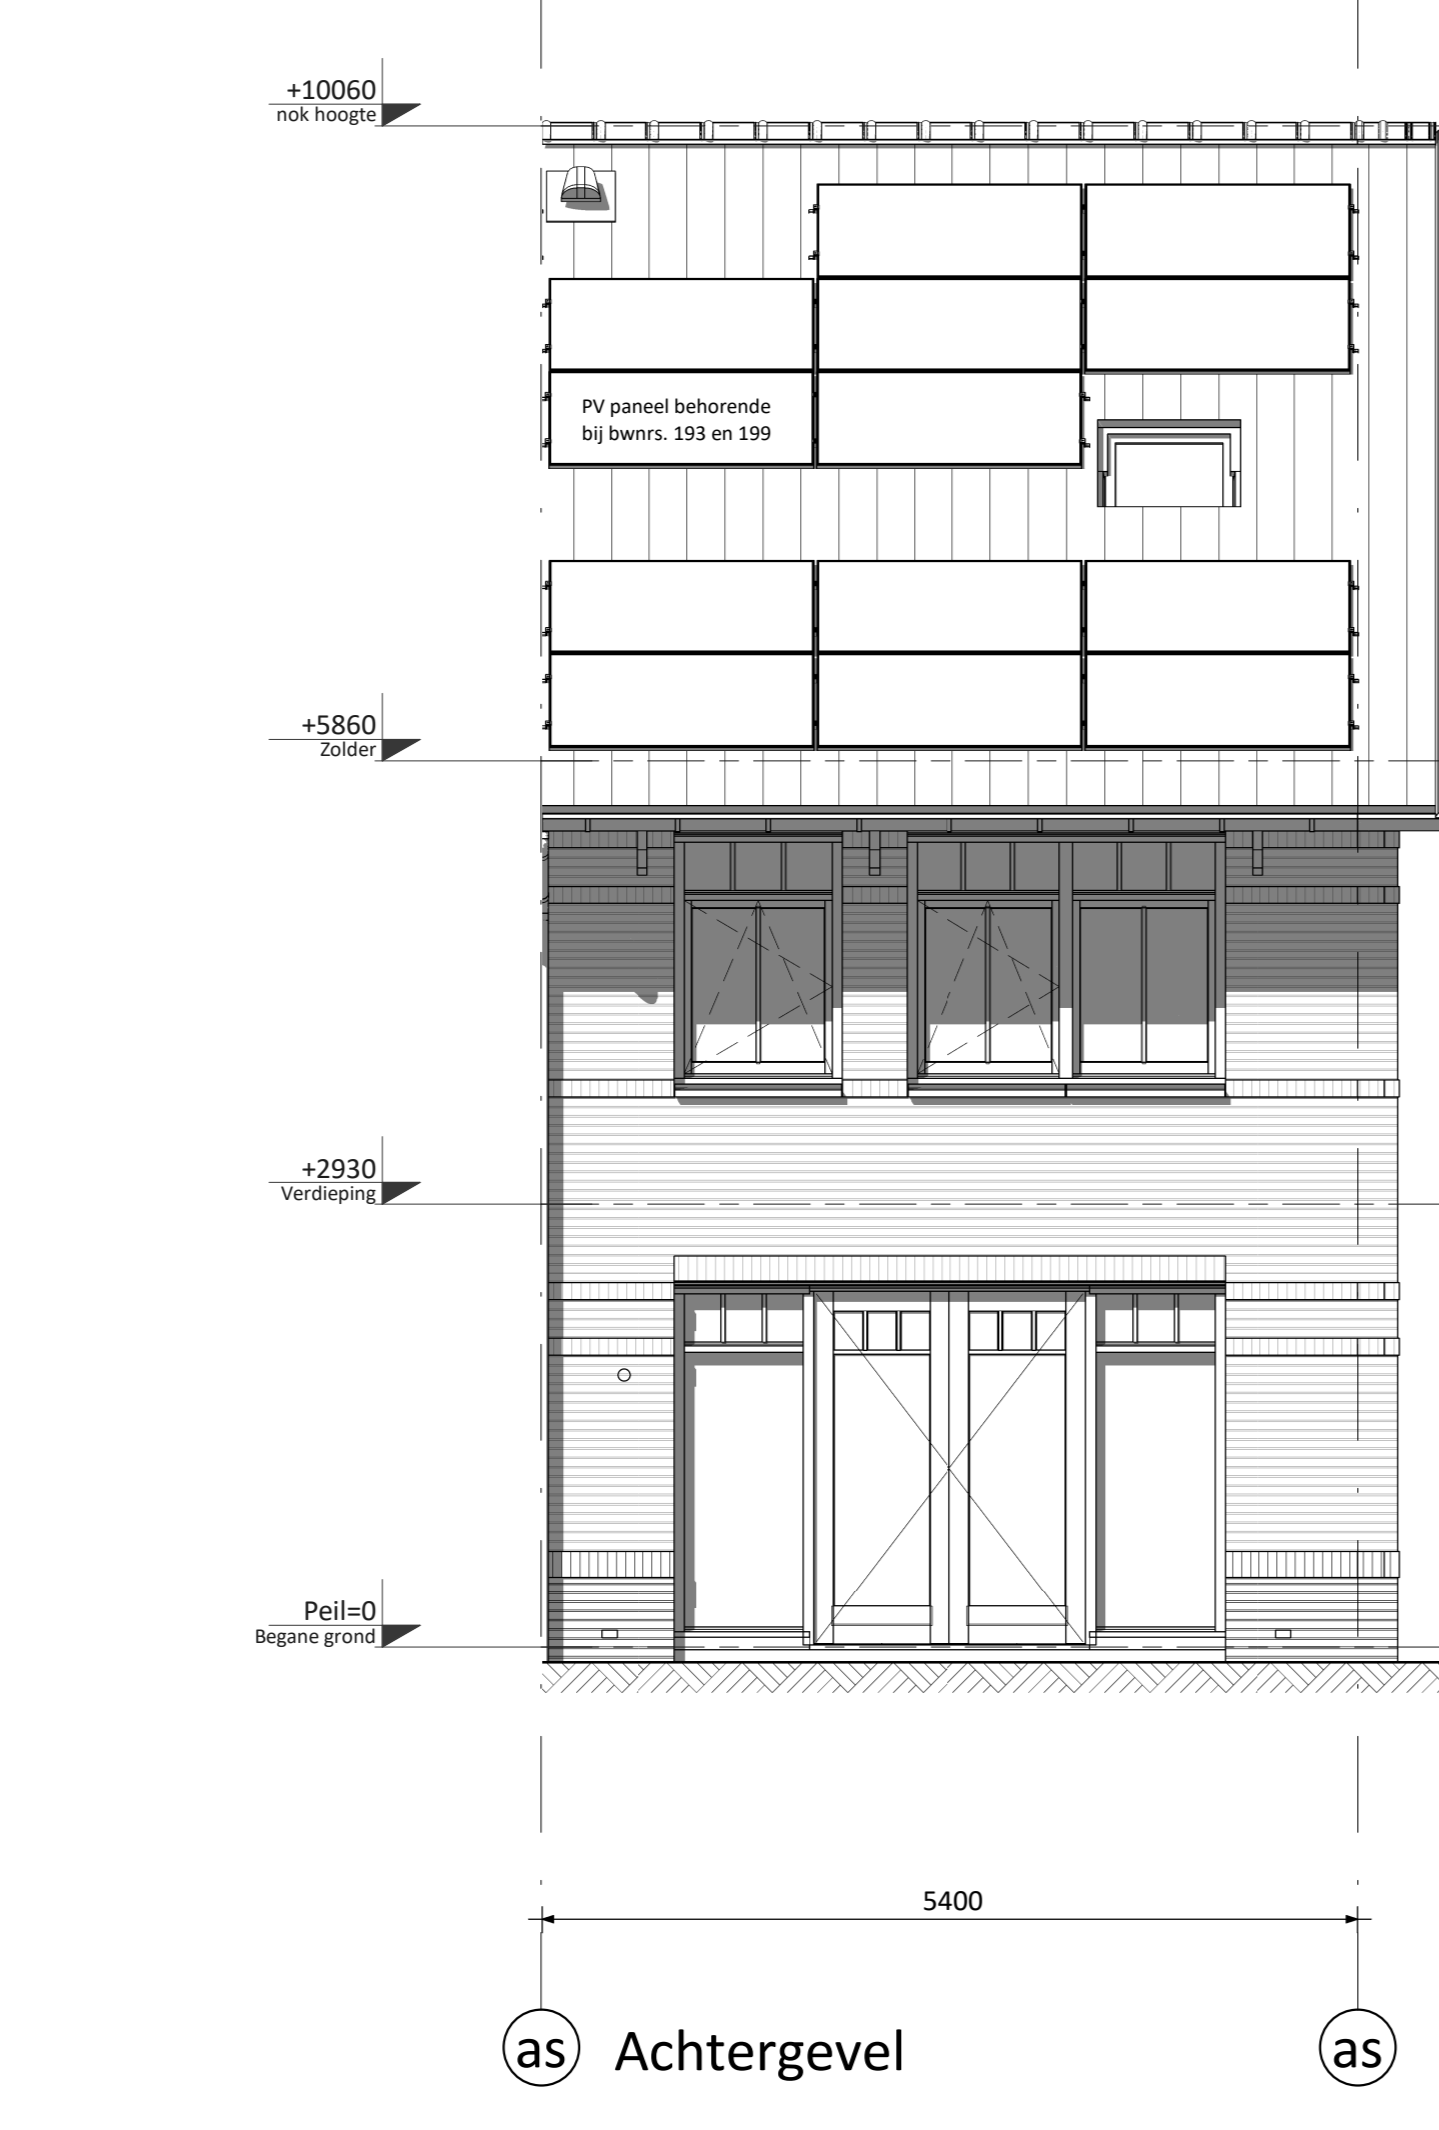 +10060
nok hoogte
PV paneel behorende
bij bwnrs. 193 en 199
+5860
Zolder
+2930
Verdieping
Peil=0
Begane grond
5400
as Achtergevel as